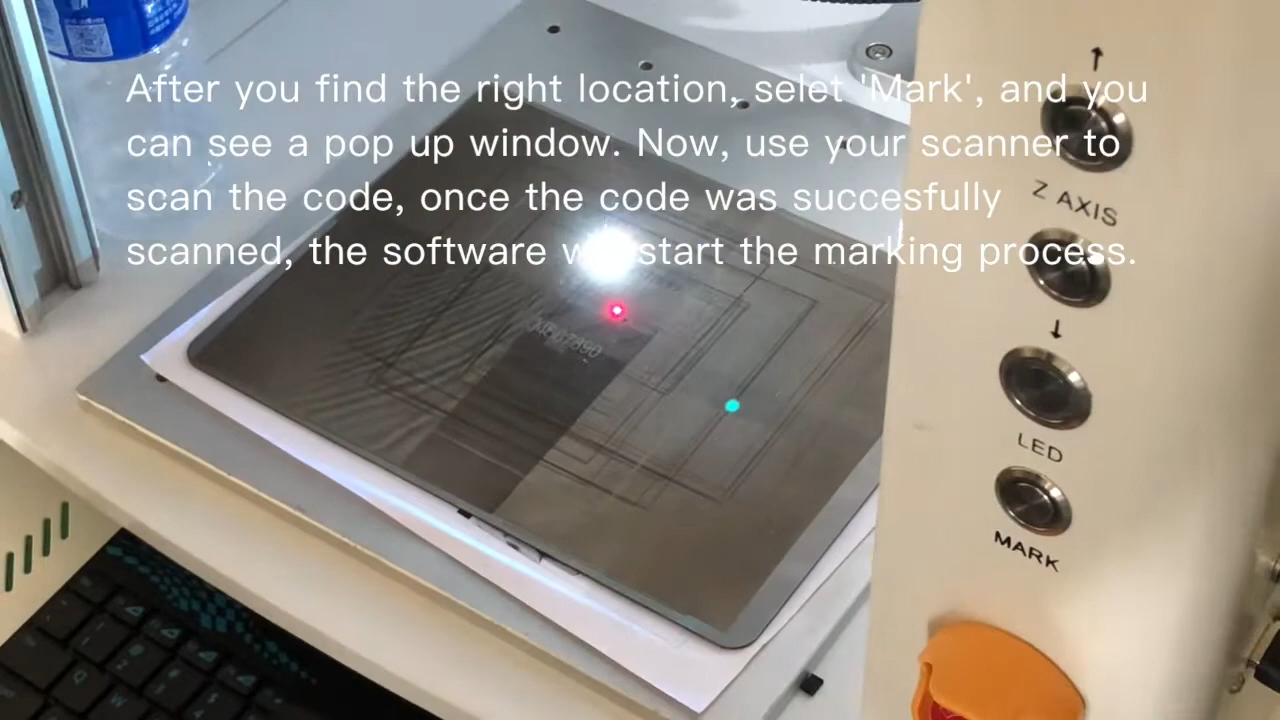 After you find the right location, selet 'Mark', and you
can see a pop up window. Now, use your scanner to
scan the code, once the code was succesfully
scanned, the software will start the marking process.
Z AXIS
LED
MARK
Q
W